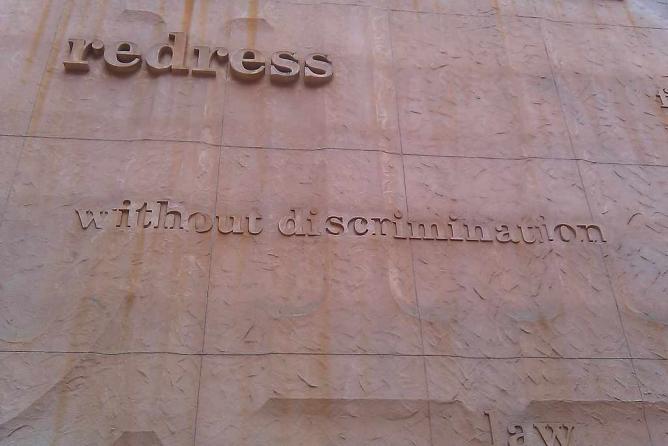 redress
without discrimination
law